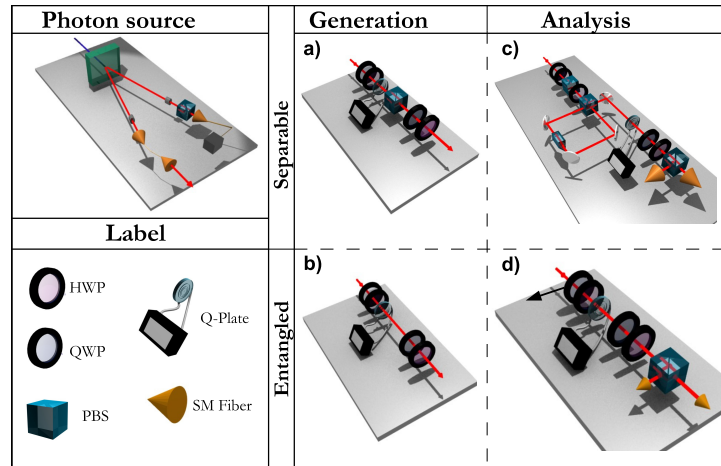 Photon source
Generation
Analysis
Separable
a)
c)
Label
HWP
Q-Plate
QWP
PBS
SM Fiber
Entangled
b)
d)